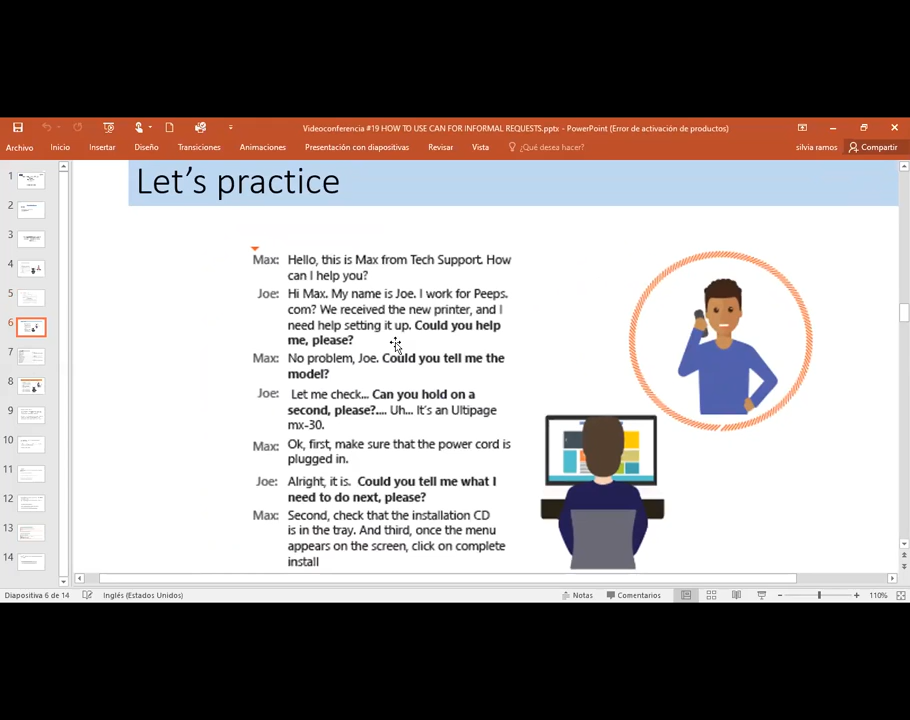 Videoconferencia #19 HOW TO USE CAN FOR INFORMAL REQUESTS.pptx - PowerPoint (Error de activación de productos)
Archivo Inicio Insertar Diseño Transiciones Animaciones Presentación con diapositivas Revisar Vista ¿Qué desea hacer? silvia ramos Compartir
Let's practice
Max: Hello, this is Max from Tech Support. How
can I help you?
Joe: Hi Max. My name is Joe. I work for Peeps.
com? We received the new printer, and I
need help setting it up. Could you help
me, please?
Max: No problem, Joe. Could you tell me the
model?
Joe: Let me check... Can you hold on a
second, please?.... Uh... It's an Ultipage
mx-30.
Max: Ok, first, make sure that the power cord is
plugged in.
Joe: Alright, it is. Could you tell me what I
need to do next, please?
Max: Second, check that the installation CD
is in the tray. And third, once the menu
appears on the screen, click on complete
install
1
2
3
4
5
6
7
8
9
10
11
12
13
14
Diapositiva 6 de 14 Inglés (Estados Unidos) Notas Comentarios 110%